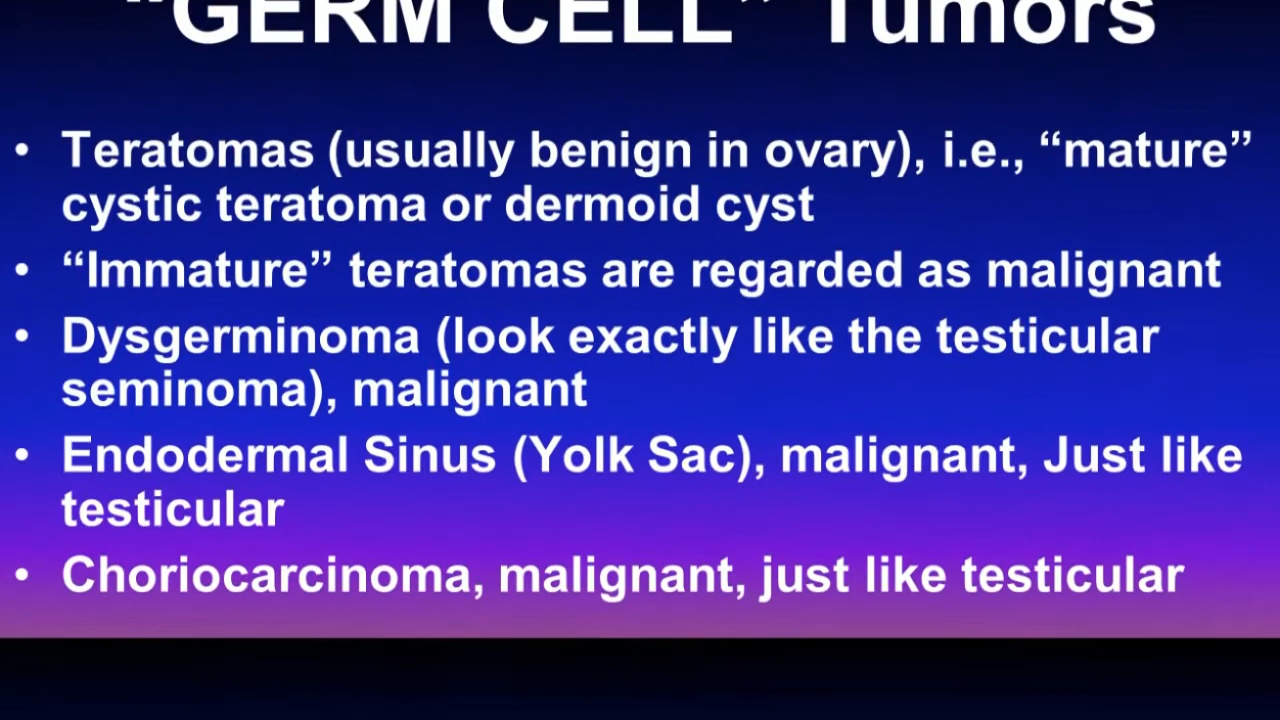 “GERM CELL” Tumors
• Teratomas (usually benign in ovary), i.e., “mature”
cystic teratoma or dermoid cyst
• “Immature” teratomas are regarded as malignant
• Dysgerminoma (look exactly like the testicular
seminoma), malignant
• Endodermal Sinus (Yolk Sac), malignant, Just like
testicular
• Choriocarcinoma, malignant, just like testicular